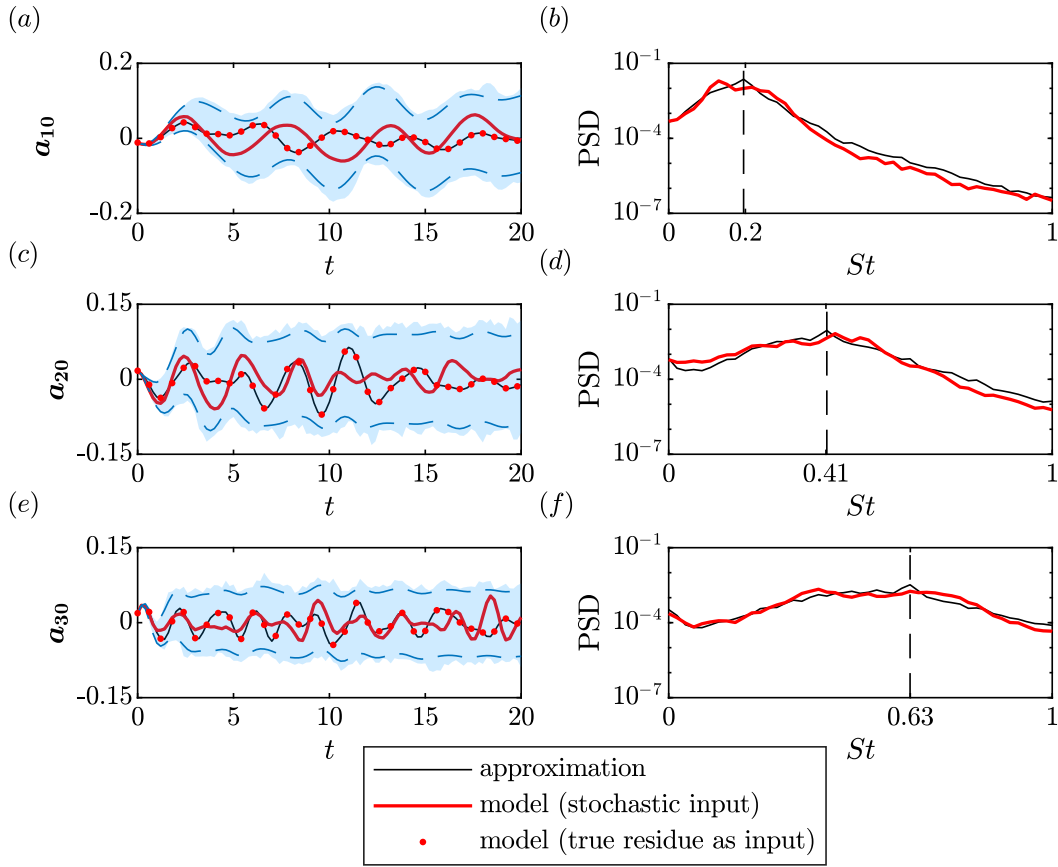 (a)
0.2
0
-0.2
a10
0 5 10 15 20
t
(b)
10−1
10−4
10−7
PSD
0 0.2 1
St
(c)
0.15
0
-0.15
a20
0 5 10 15 20
t
(d)
10−1
10−4
10−7
PSD
0 0.41 1
St
(e)
0.15
0
-0.15
a30
0 5 10 15 20
t
(f)
10−1
10−4
10−7
PSD
0 0.63 1
St
approximation
model (stochastic input)
model (true residue as input)